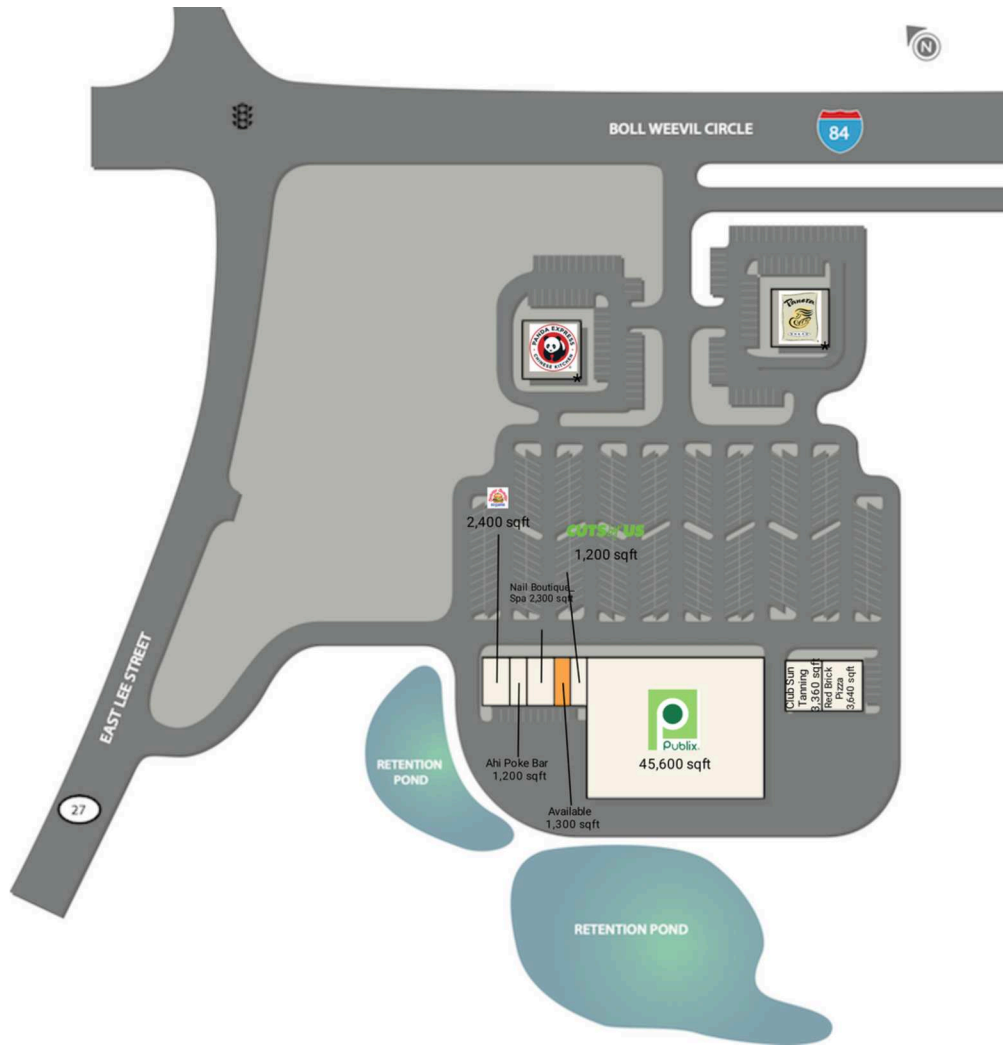 N
BOLL WEEVIL CIRCLE
84
Panera
BREAD
PANDA EXPRESS
CHINESE KITCHEN
*
*
2,400 sqft
1,200 sqft
Nail Boutique
Spa 2,300 sqft
EAST LEE STREET
27
RETENTION
POND
Ahi Poke Bar
1,200 sqft
Available
1,300 sqft
Publix.
45,600 sqft
Club Sun
Tanning
3,360 sqft
Red Brick
Pizza
3,640 sqft
RETENTION POND